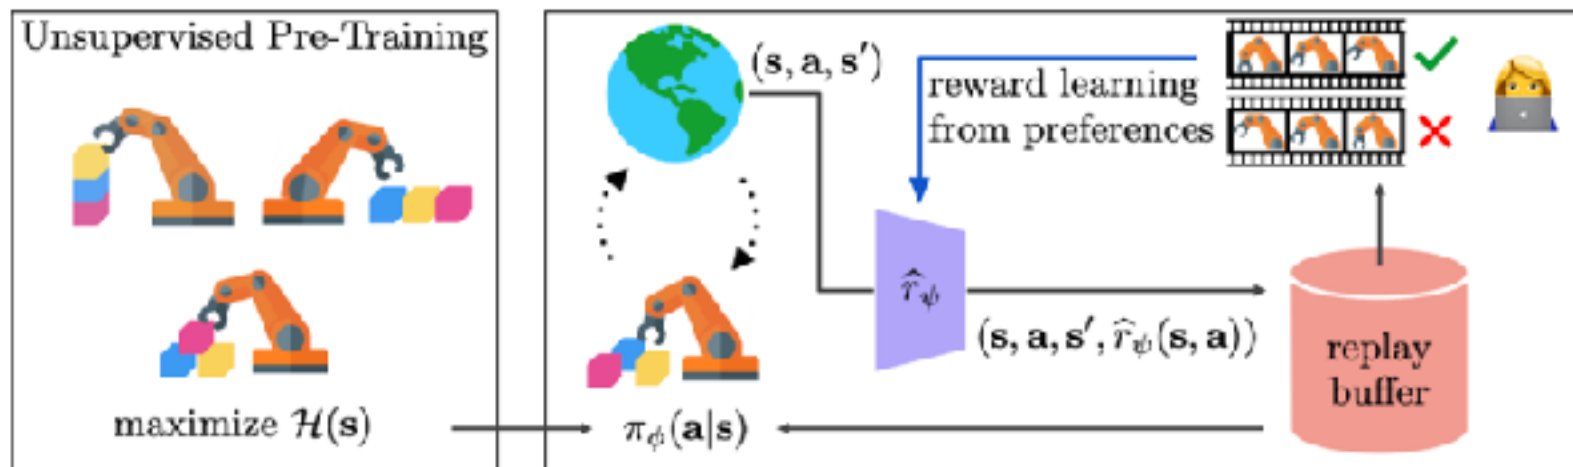 Unsupervised Pre-Training
maximize ℋ(s)
(s, a, s′)
reward learning
from preferences
r̂_ψ
(s, a, s′, r̂_ψ(s, a))
replay
buffer
π_ϕ(a|s)